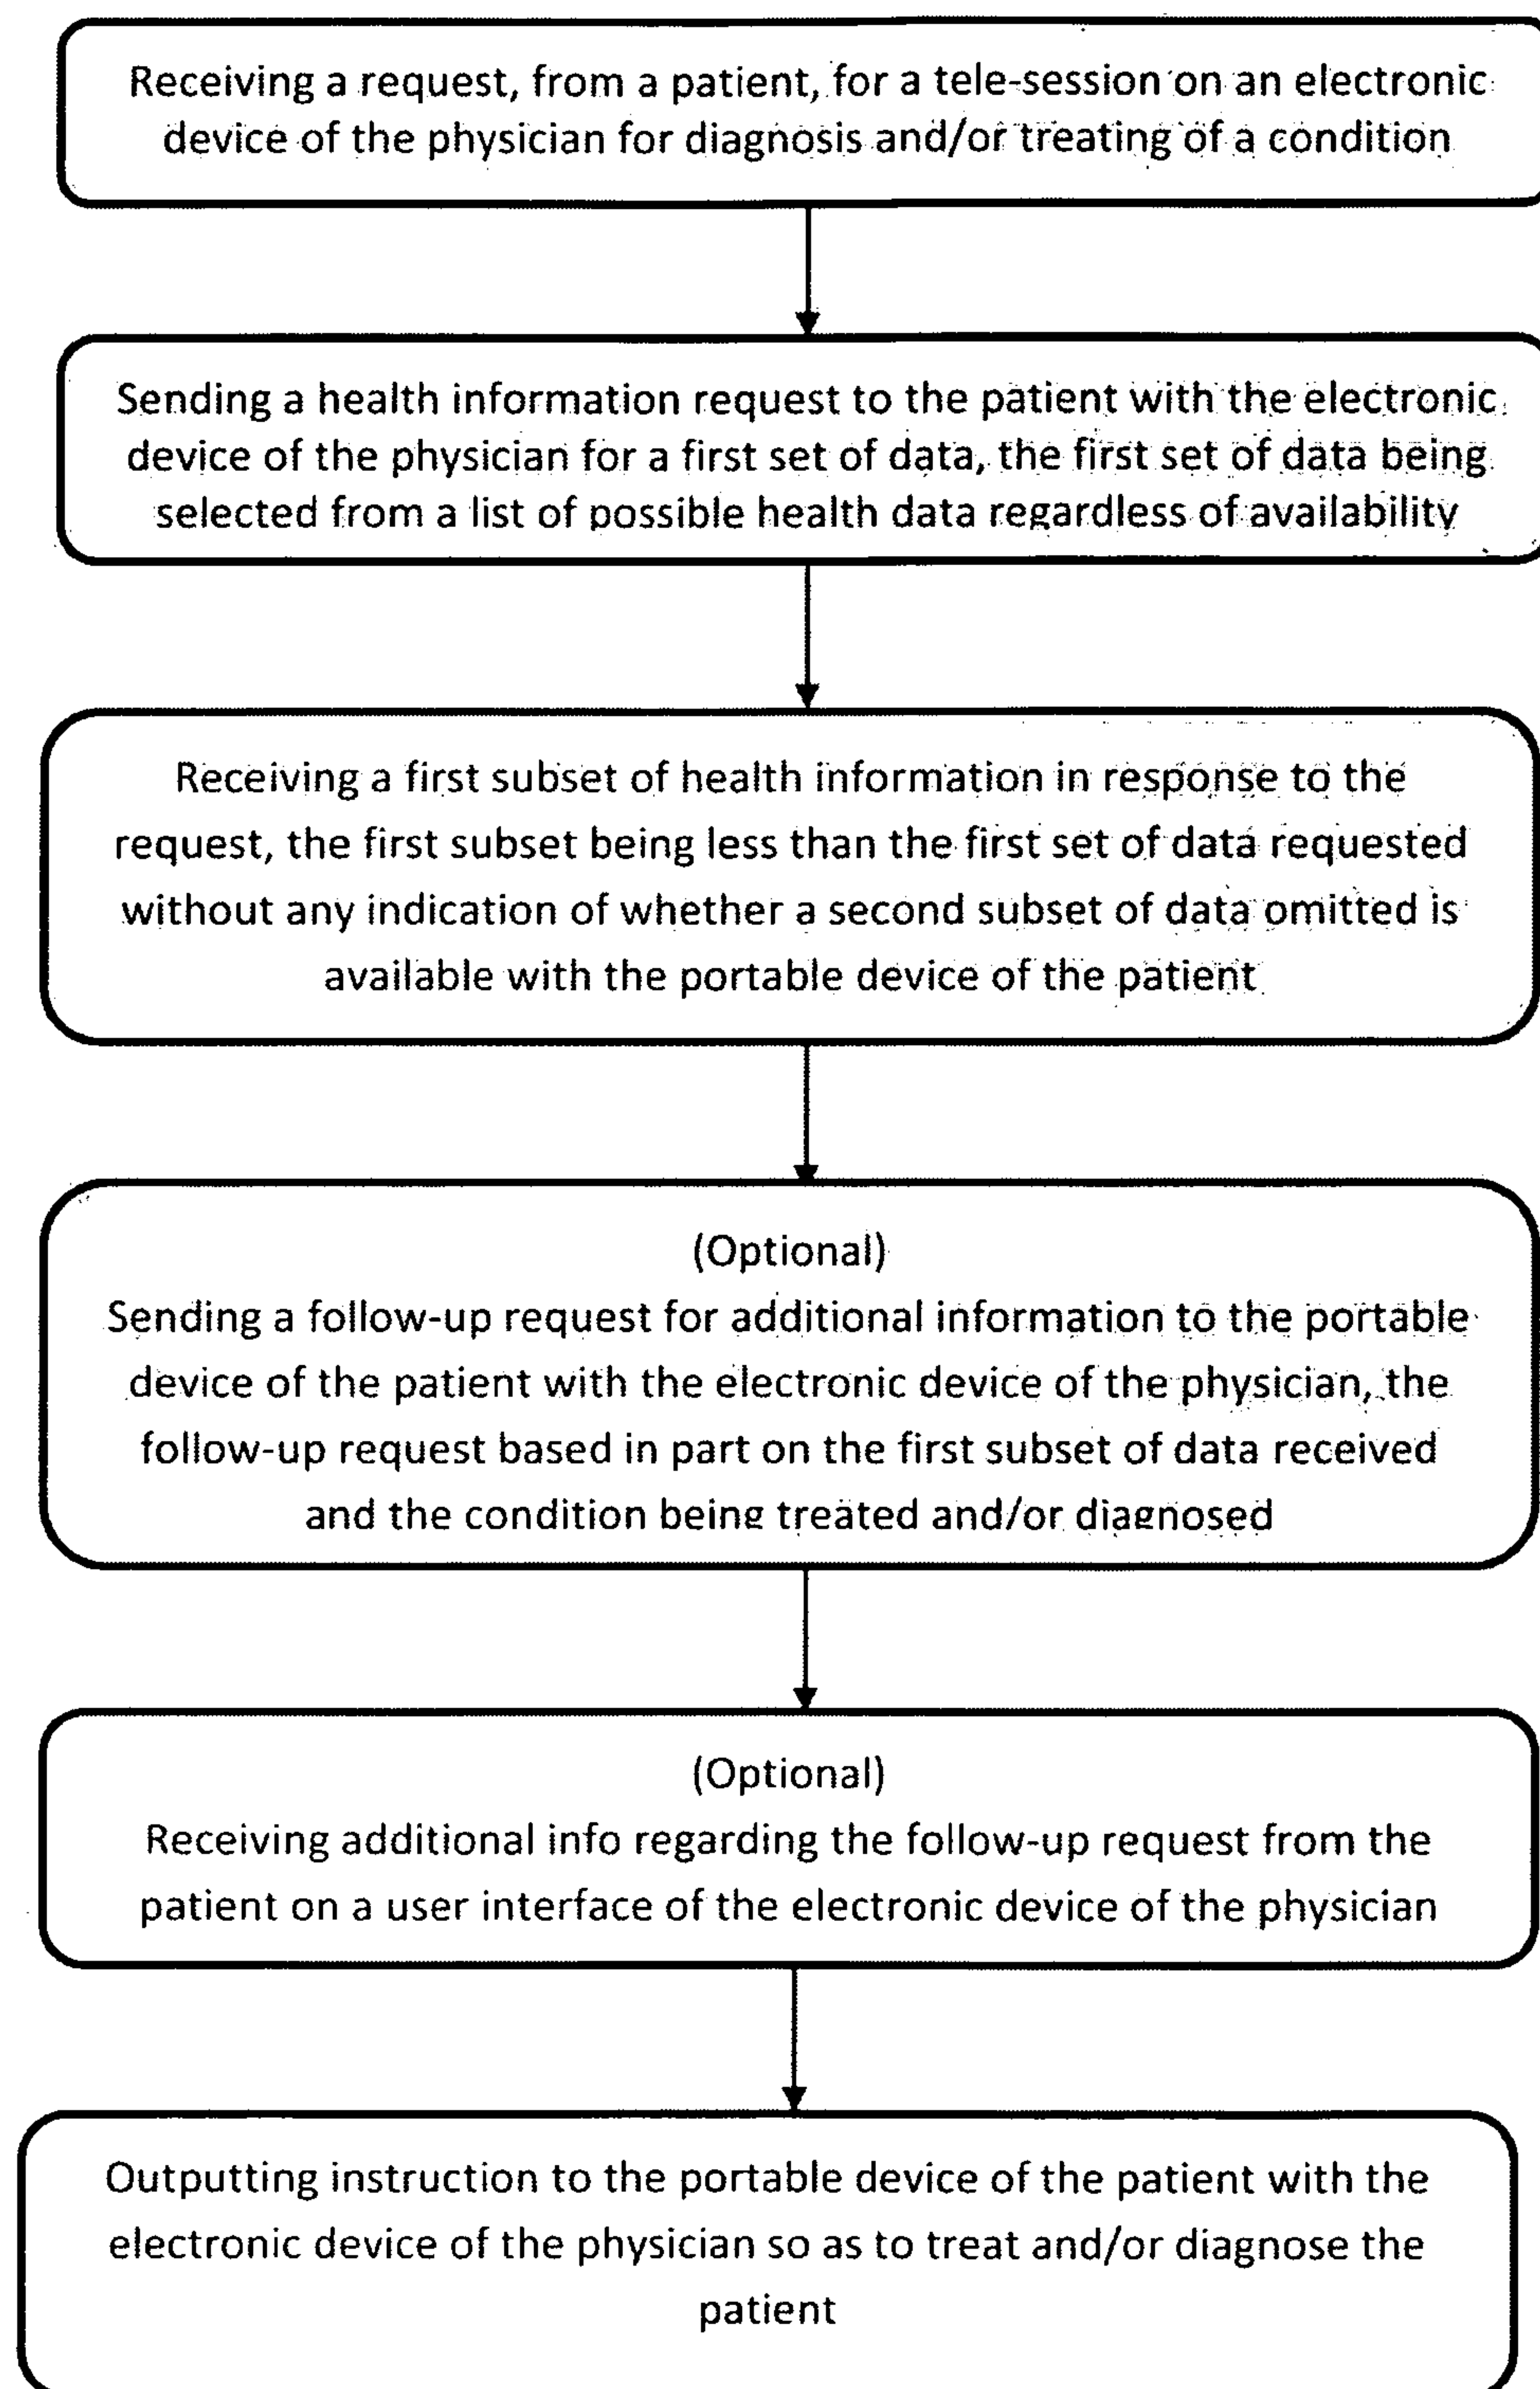 Receiving a request, from a patient, for a tele-session on an electronic
device of the physician for diagnosis and/or treating of a condition
Sending a health information request to the patient with the electronic
device of the physician for a first set of data, the first set of data being
selected from a list of possible health data regardless of availability
Receiving a first subset of health information in response to the
request, the first subset being less than the first set of data requested
without any indication of whether a second subset of data omitted is
available with the portable device of the patient
(Optional)
Sending a follow-up request for additional information to the portable
device of the patient with the electronic device of the physician, the
follow-up request based in part on the first subset of data received
and the condition being treated and/or diagnosed
(Optional)
Receiving additional info regarding the follow-up request from the
patient on a user interface of the electronic device of the physician
Outputting instruction to the portable device of the patient with the
electronic device of the physician so as to treat and/or diagnose the
patient